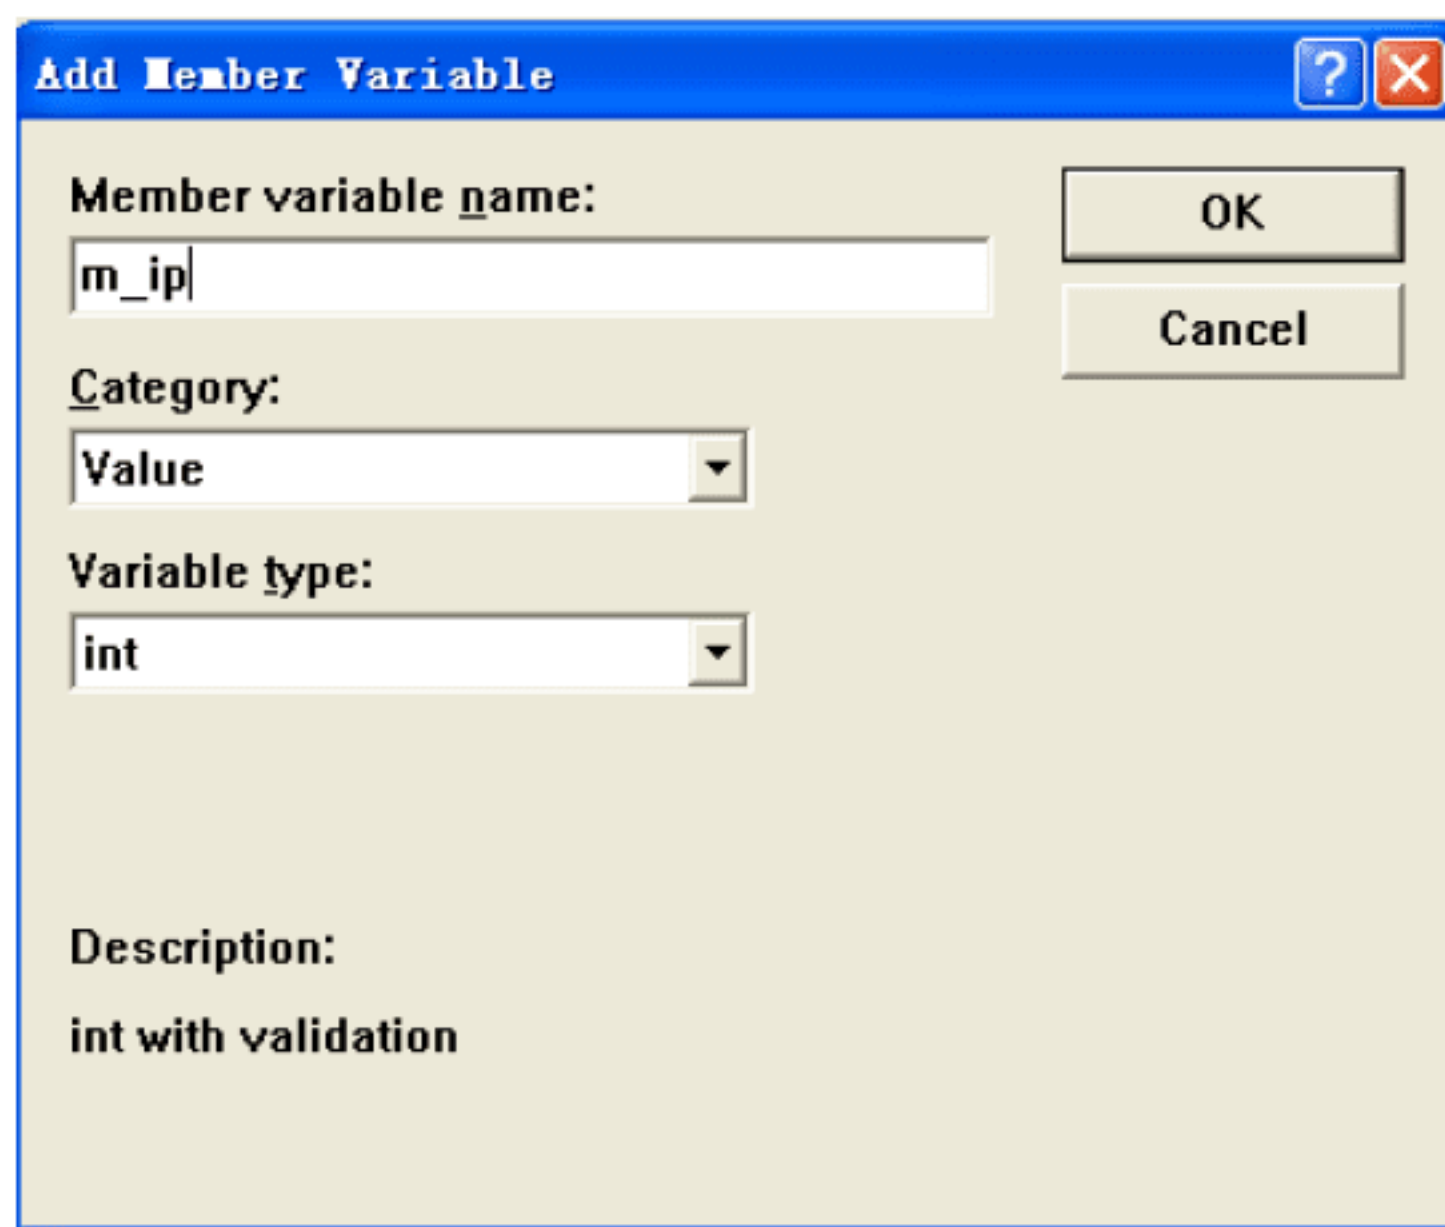 Add Member Variable
?
Member variable name:
OK
m_ip
Cancel
Category:
Value
Variable type:
int
Description:
int with validation